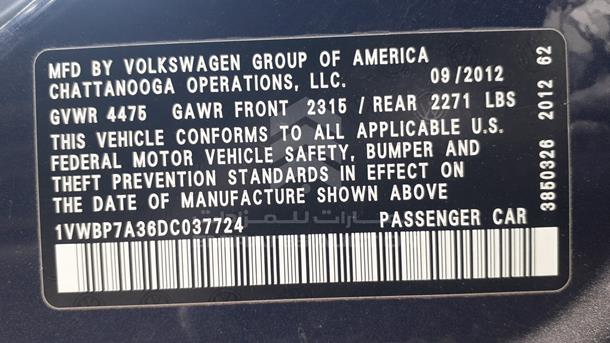 MFD BY VOLKSWAGEN GROUP OF AMERICA
CHATTANOOGA OPERATIONS, LLC. 09/2012
GVWR 4475 GAWR FRONT 2315 / REAR 2271 LBS
THIS VEHICLE CONFORMS TO ALL APPLICABLE U.S.
FEDERAL MOTOR VEHICLE SAFETY, BUMPER AND
THEFT PREVENTION STANDARDS IN EFFECT ON
THE DATE OF MANUFACTURE SHOWN ABOVE
1VWBP7A36DC037724 PASSENGER CAR
3850326 2012 62